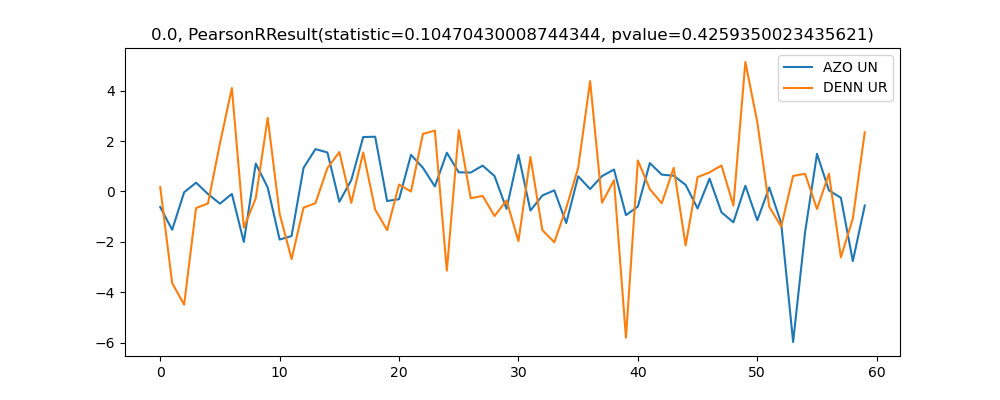 0.0, PearsonRResult(statistic=0.10470430008744344, pvalue=0.4259350023435621)
AZO UN
DENN UR
4
2
0
−2
−4
−6
0 10 20 30 40 50 60